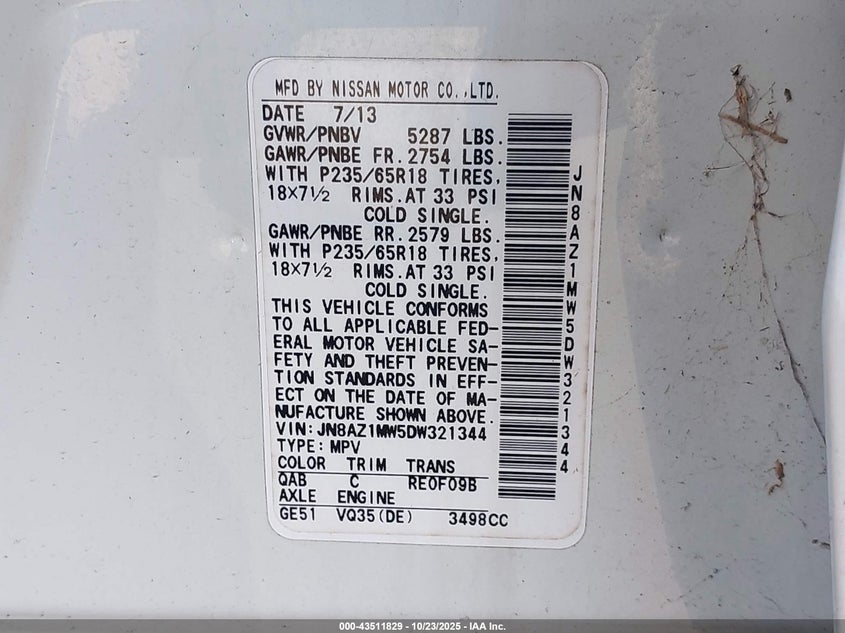 MFD BY NISSAN MOTOR CO.,LTD.
DATE 7/13
GVWR/PNBV 5287 LBS.
GAWR/PNBE FR. 2754 LBS.
WITH P235/65R18 TIRES,
18×7½ RIMS.AT 33 PSI
COLD SINGLE.
GAWR/PNBE RR. 2579 LBS.
WITH P235/65R18 TIRES,
18×7½ RIMS.AT 33 PSI
COLD SINGLE.
THIS VEHICLE CONFORMS
TO ALL APPLICABLE FED-
ERAL MOTOR VEHICLE SA-
FETY AND THEFT PREVEN-
TION STANDARDS IN EFF-
ECT ON THE DATE OF MA-
NUFACTURE SHOWN ABOVE.
VIN:JN8AZ1MW5DW321344
TYPE:MPV
COLOR TRIM TRANS
QAB C RE0F09B
AXLE ENGINE
GE51 VQ35(DE) 3498CC
JN8AZ1MW5DW321344
000-43511829 - 10/23/2025 - IAA Inc.